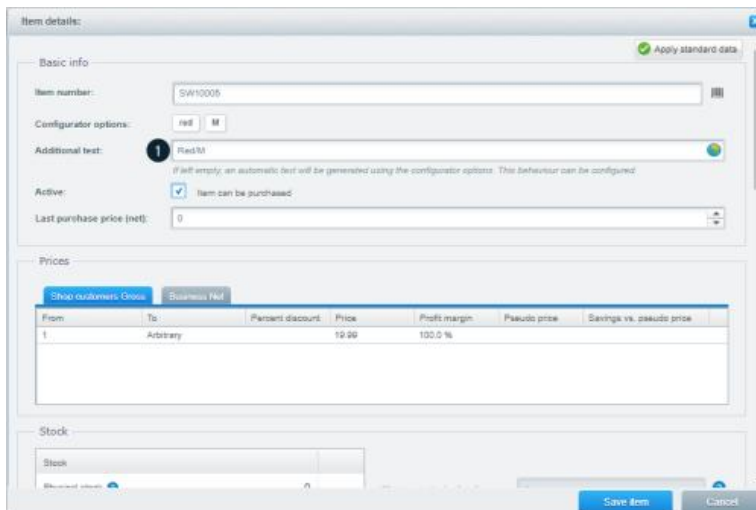 Item details:
Apply standard data
Basic info
Item number: SW10005
Configurator options: red M
Additional text: 1 Red/M
If left empty, an automatic text will be generated using the configurator options. This behaviour can be configured
Active: Item can be purchased
Last purchase price (net): 0
Prices
Shop customers Gross Business Net
From To Percent discount Price Profit margin Pseudo price Savings vs. pseudo price
1 Arbitrary 19.99 100.0 %
Stock
Stock
Physical stock 0
Save item Cancel